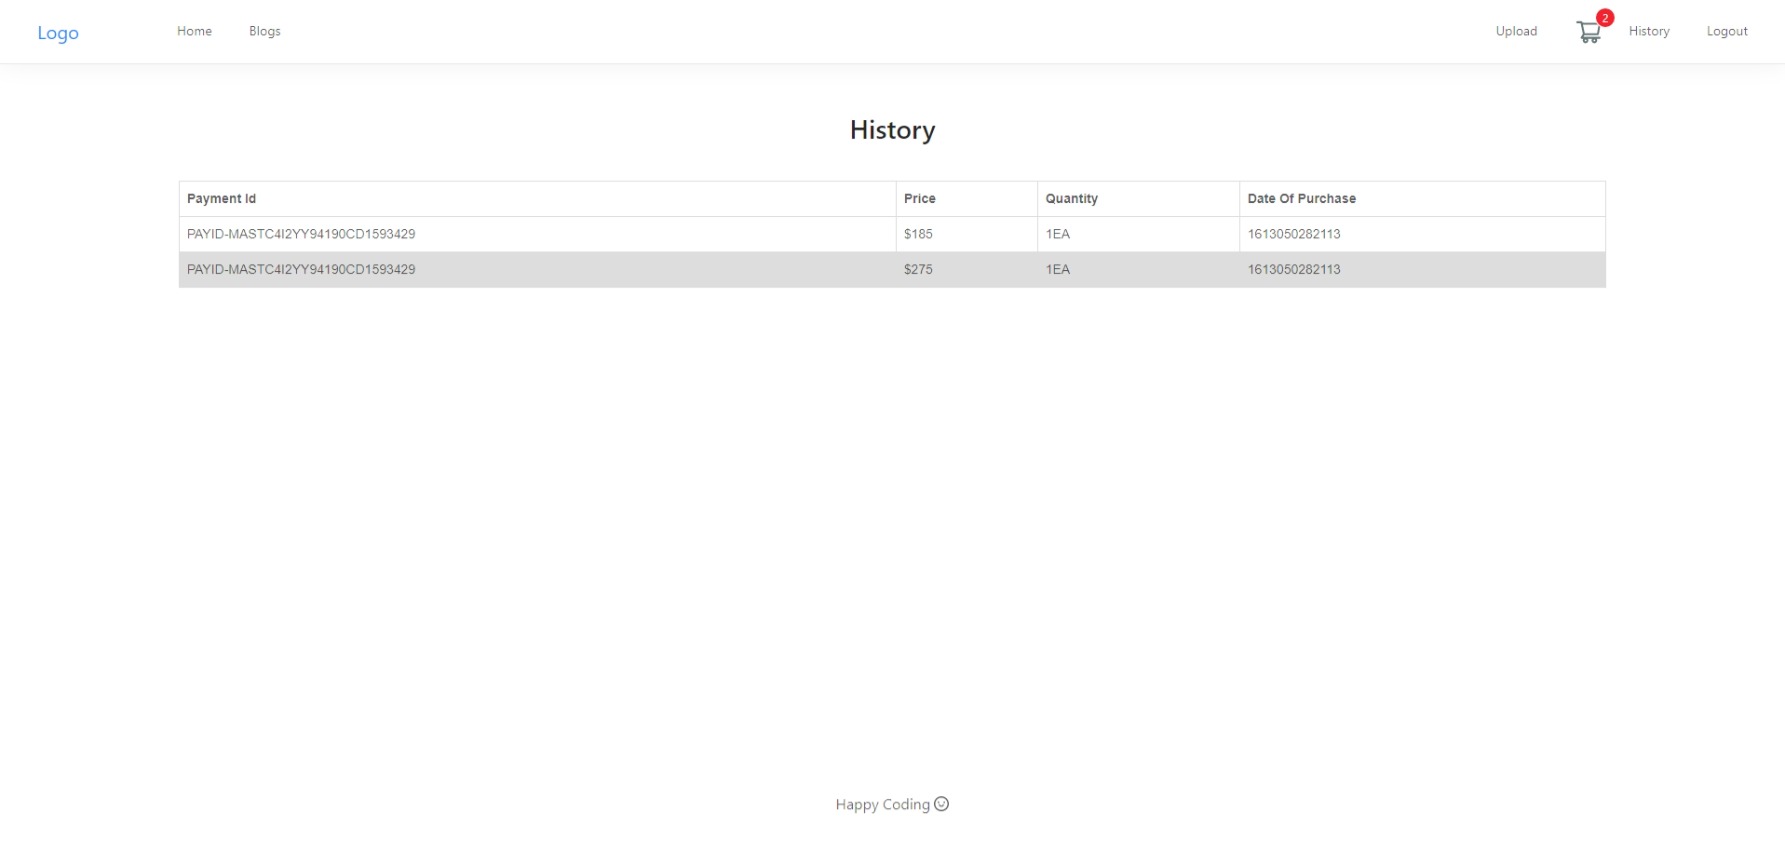 Logo Home Blogs Upload 2 History Logout
History
Payment Id Price Quantity Date Of Purchase
PAYID-MASTC4I2YY94190CD1593429 $185 1EA 1613050282113
PAYID-MASTC4I2YY94190CD1593429 $275 1EA 1613050282113
Happy Coding